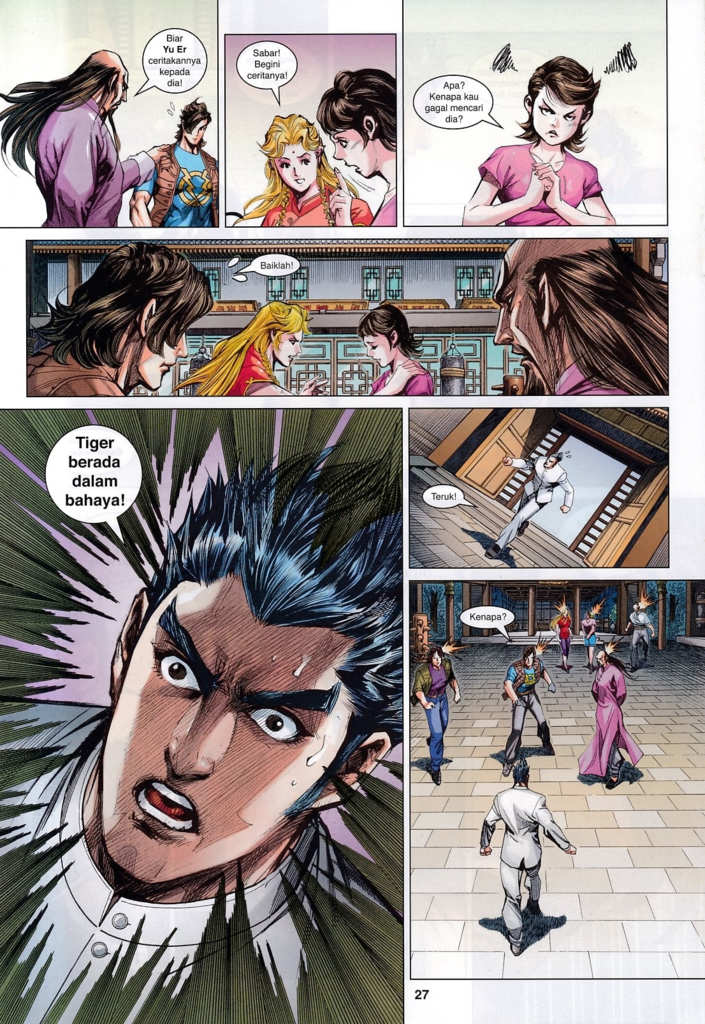 Biar
Yu Er
ceritakannya
kepada
dia!
Sabar!
Begini
ceritanya!
Apa?
Kenapa kau
gagal mencari
dia?
Baiklah!
Tiger
berada
dalam
bahaya!
Teruk!
Kenapa?
27